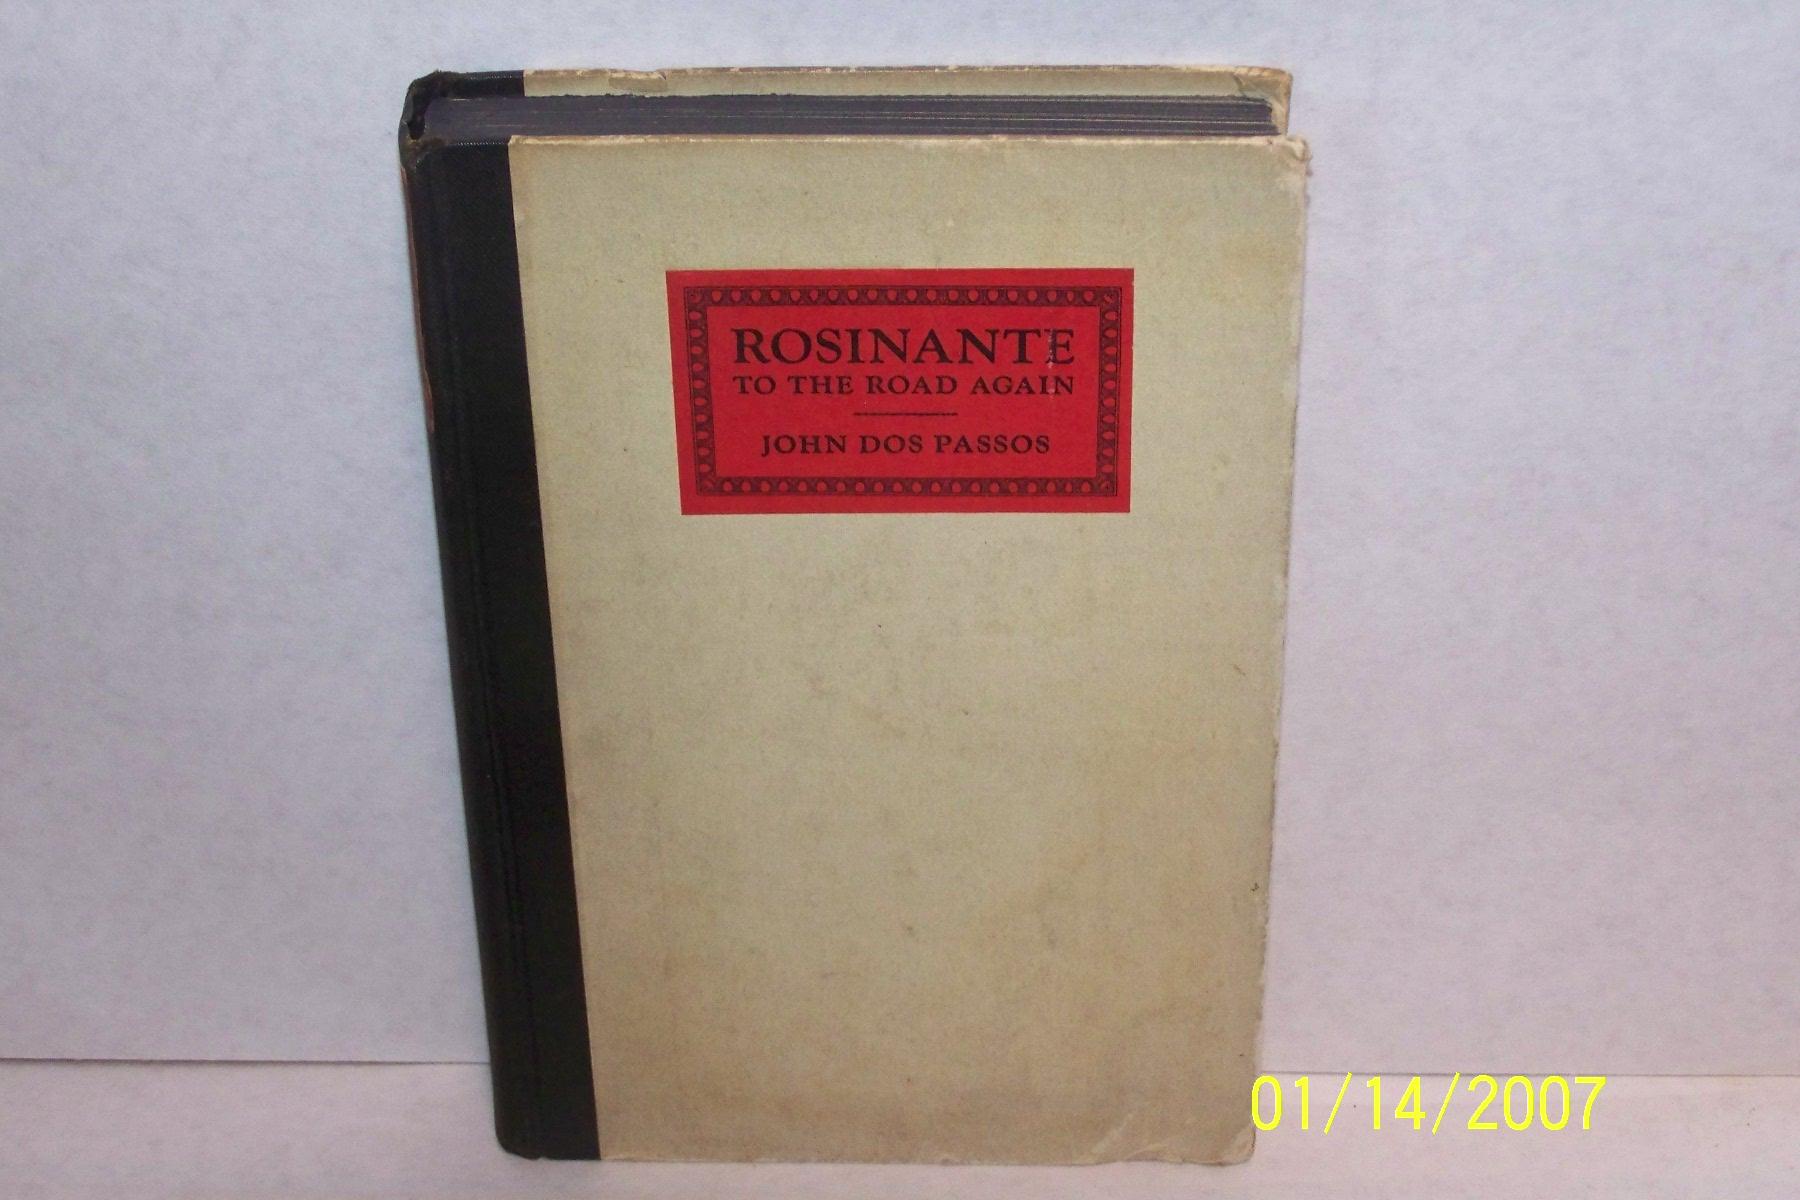 ROSINANTE
TO THE ROAD AGAIN
JOHN DOS PASSOS
01/14/2007